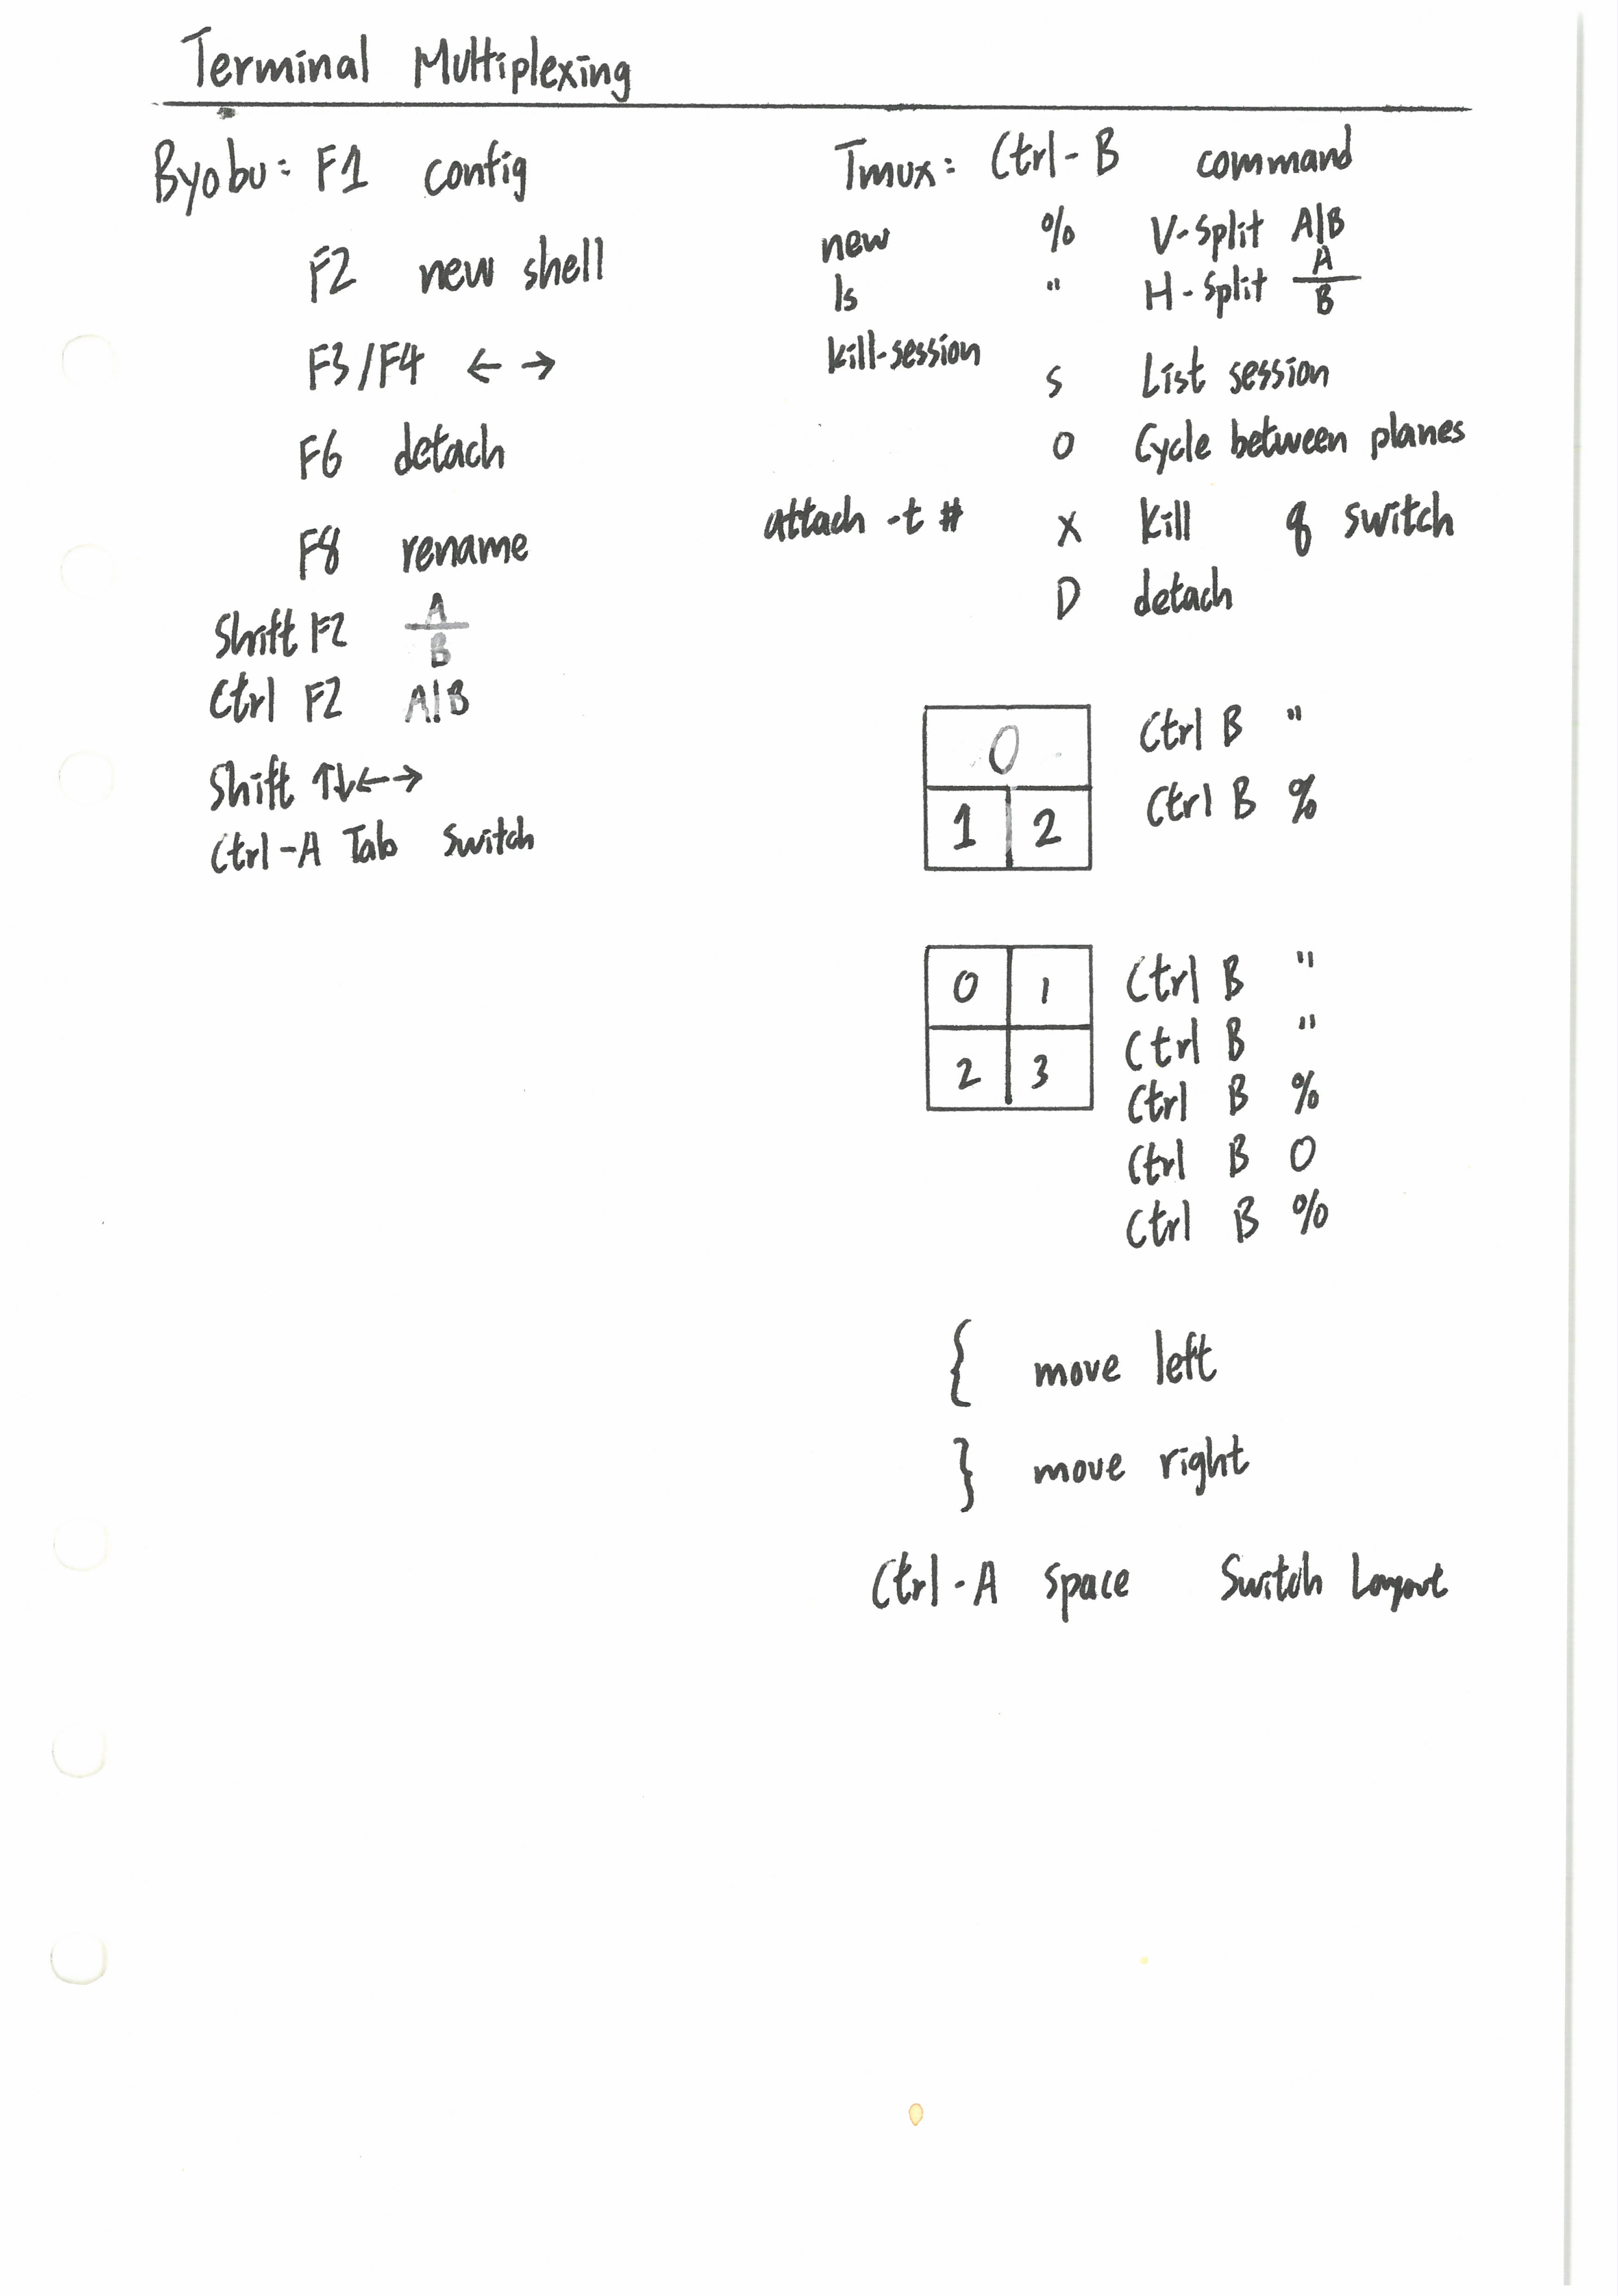 Terminal Multiplexing
Byobu: F1 config
F2 new shell
F3/F4 ← →
F6 detach
F8 rename
Shift F2 A
B
Ctrl F2 A|B
Shift ↑↓←→
Ctrl-A Tab Switch
Tmux: Ctrl-B command
new % V-Split A|B
ls " H-Split A
B
kill-session
s List session
O Cycle between planes
attach -t # X kill q switch
D detach
0 Ctrl B "
Ctrl B %
1 2
0 1 Ctrl B "
Ctrl B "
2 3 Ctrl B %
Ctrl B O
Ctrl B %
{ move left
} move right
Ctrl-A Space Switch Layout